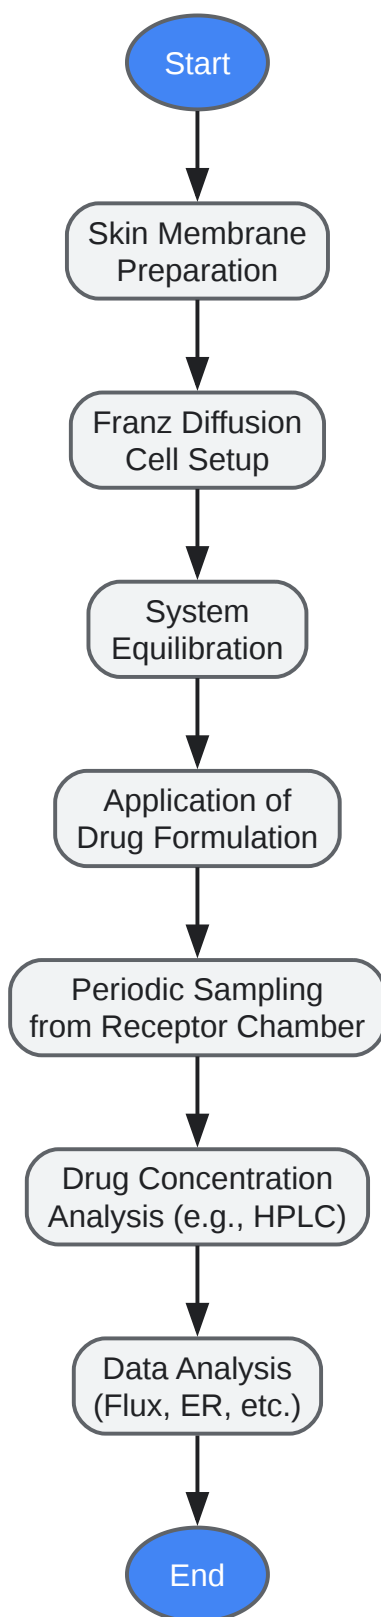 Start
Skin Membrane
Preparation
Franz Diffusion
Cell Setup
System
Equilibration
Application of
Drug Formulation
Periodic Sampling
from Receptor Chamber
Drug Concentration
Analysis (e.g., HPLC)
Data Analysis
(Flux, ER, etc.)
End